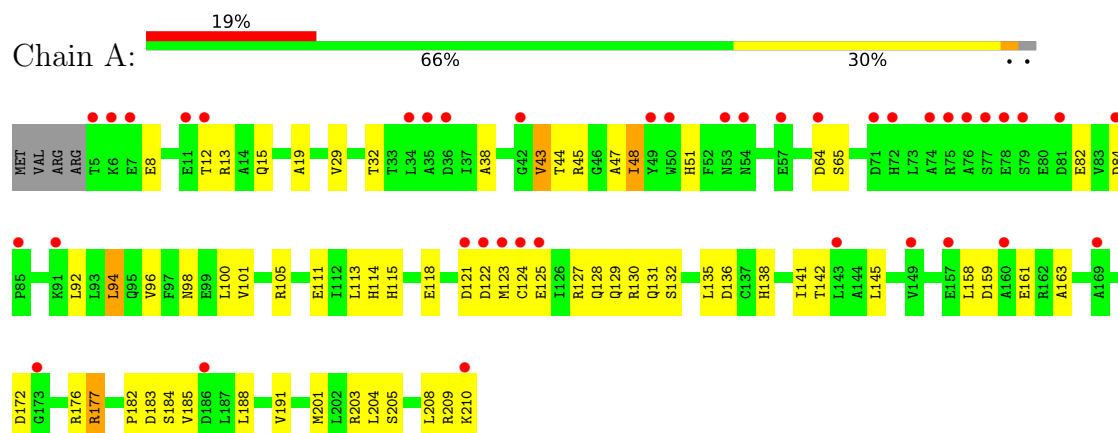 19%
Chain A:
66% 30% • •
MET VAL ARG ARG T5 K6 E7 E8 E11 T12 R13 A14 Q15 A19 V29 T32 T33 L34 A35 D36 I37 A38 G42 V43 T44 R45 G46 A47 I48 Y49 W50 H51 F52 N53 N54 E57 D64 S65 D71 H72 L73 A74 R75 A76 S77 E78 S79 E80 D81 E82 V83 D84
P85 K91 L92 L93 L94 Q95 V96 F97 N98 E99 L100 V101 R105 E111 I112 L113 H114 H115 E118 D121 D122 M123 C124 E125 I126 R127 Q128 Q129 R130 Q131 S132 L135 D136 C137 H138 I141 T142 L143 A144 L145 V149 E157 L158 D159 A160 E161 R162 A163 A169
D172 G173 R176 R177 P182 D183 S184 V185 D186 L187 L188 V191 M201 L202 R203 L204 S205 L208 R209 K210